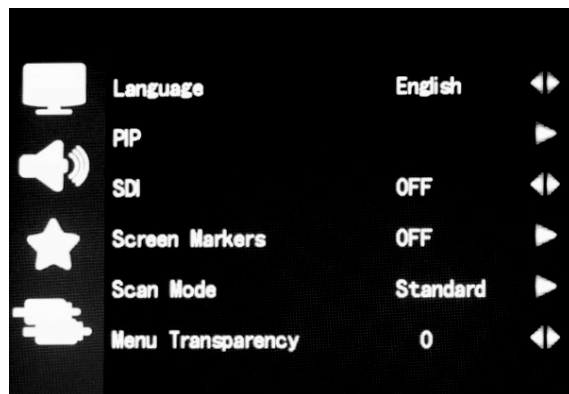 Language English
PIP
SDI OFF
Screen Markers OFF
Scan Mode Standard
Menu Transparency 0